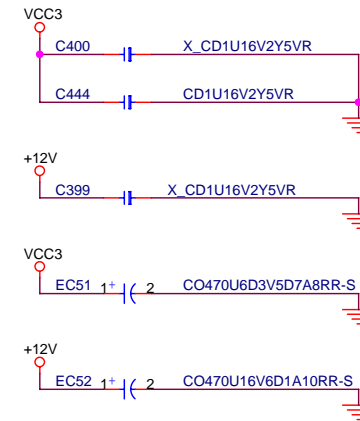 VCC3
C400 X_CD1U16V2Y5VR
C444 CD1U16V2Y5VR
+12V
C399 X_CD1U16V2Y5VR
VCC3
EC51 1 + 2 CO470U6D3V5D7A8RR-S
+12V
EC52 1 + 2 CO470U16V6D1A10RR-S